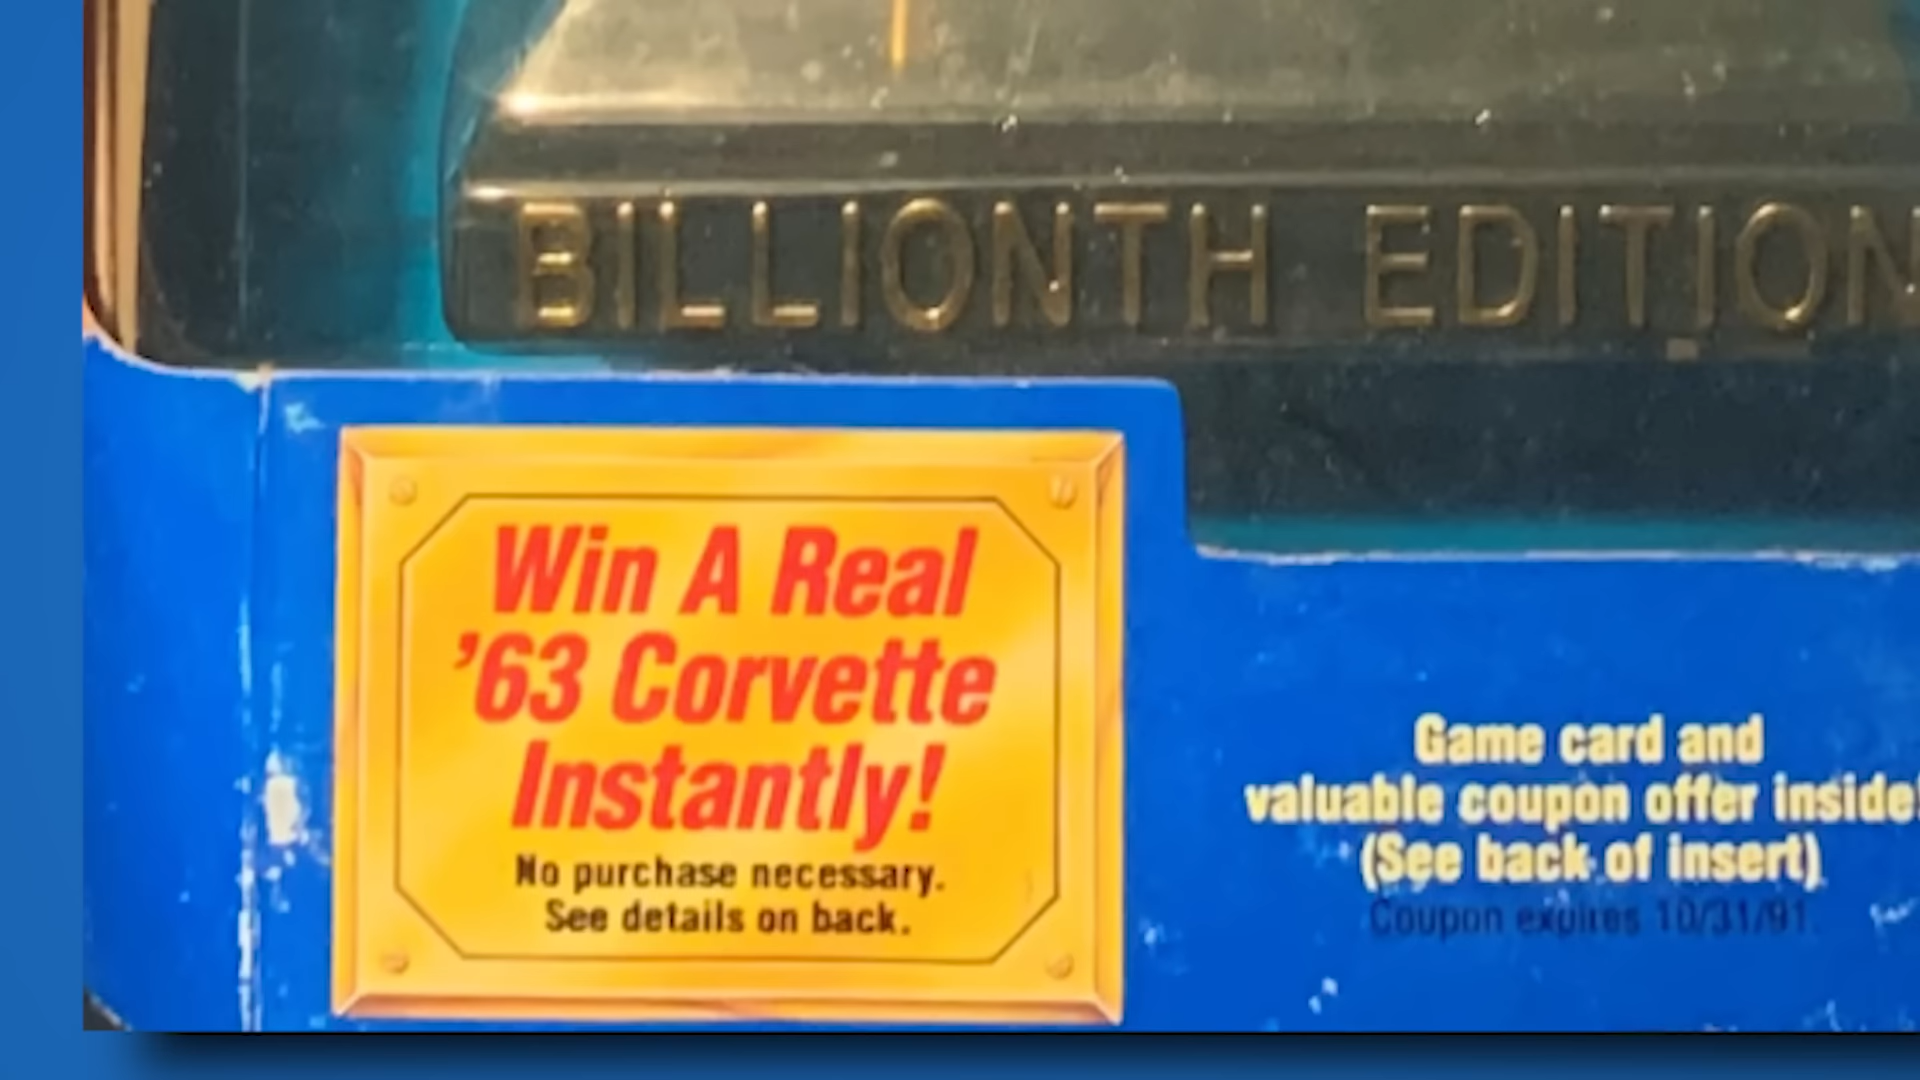 BILLIONTH EDITION
Win A Real
’63 Corvette
Instantly!
No purchase necessary.
See details on back.
Game card and
valuable coupon offer inside!
(See back of insert)
Coupon expires 10/31/91.